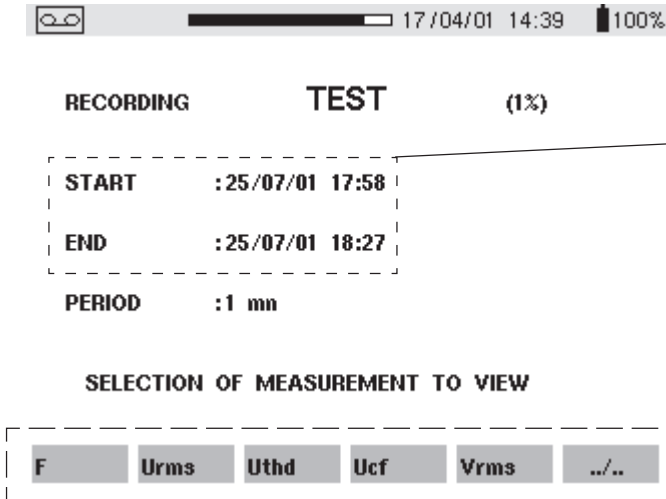 17/04/01 14:39 100%
RECORDING TEST (1%)
START :25/07/01 17:58
END :25/07/01 18:27
PERIOD :1 mn
SELECTION OF MEASUREMENT TO VIEW
F Urms Uthd Ucf Vrms ../..